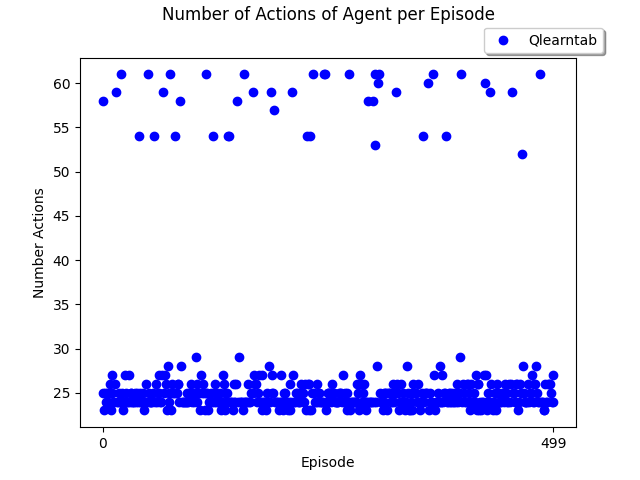 Number of Actions of Agent per Episode
Qlearntab
60
55
50
45
40
35
30
25
Number Actions
0
499
Episode